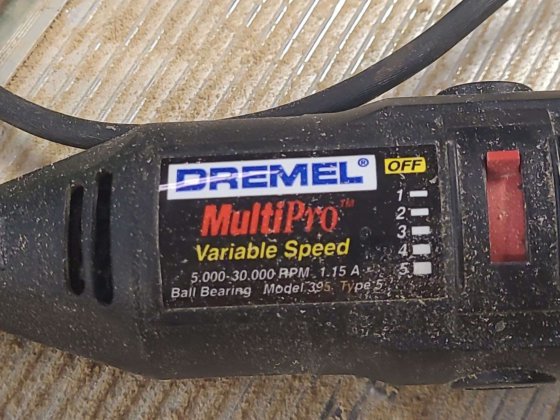 DREMEL®
OFF
MultiPro™
Variable Speed
1
2
3
4
5
5,000-30,000 RPM 1.15 A
Ball Bearing Model 395 Type 5